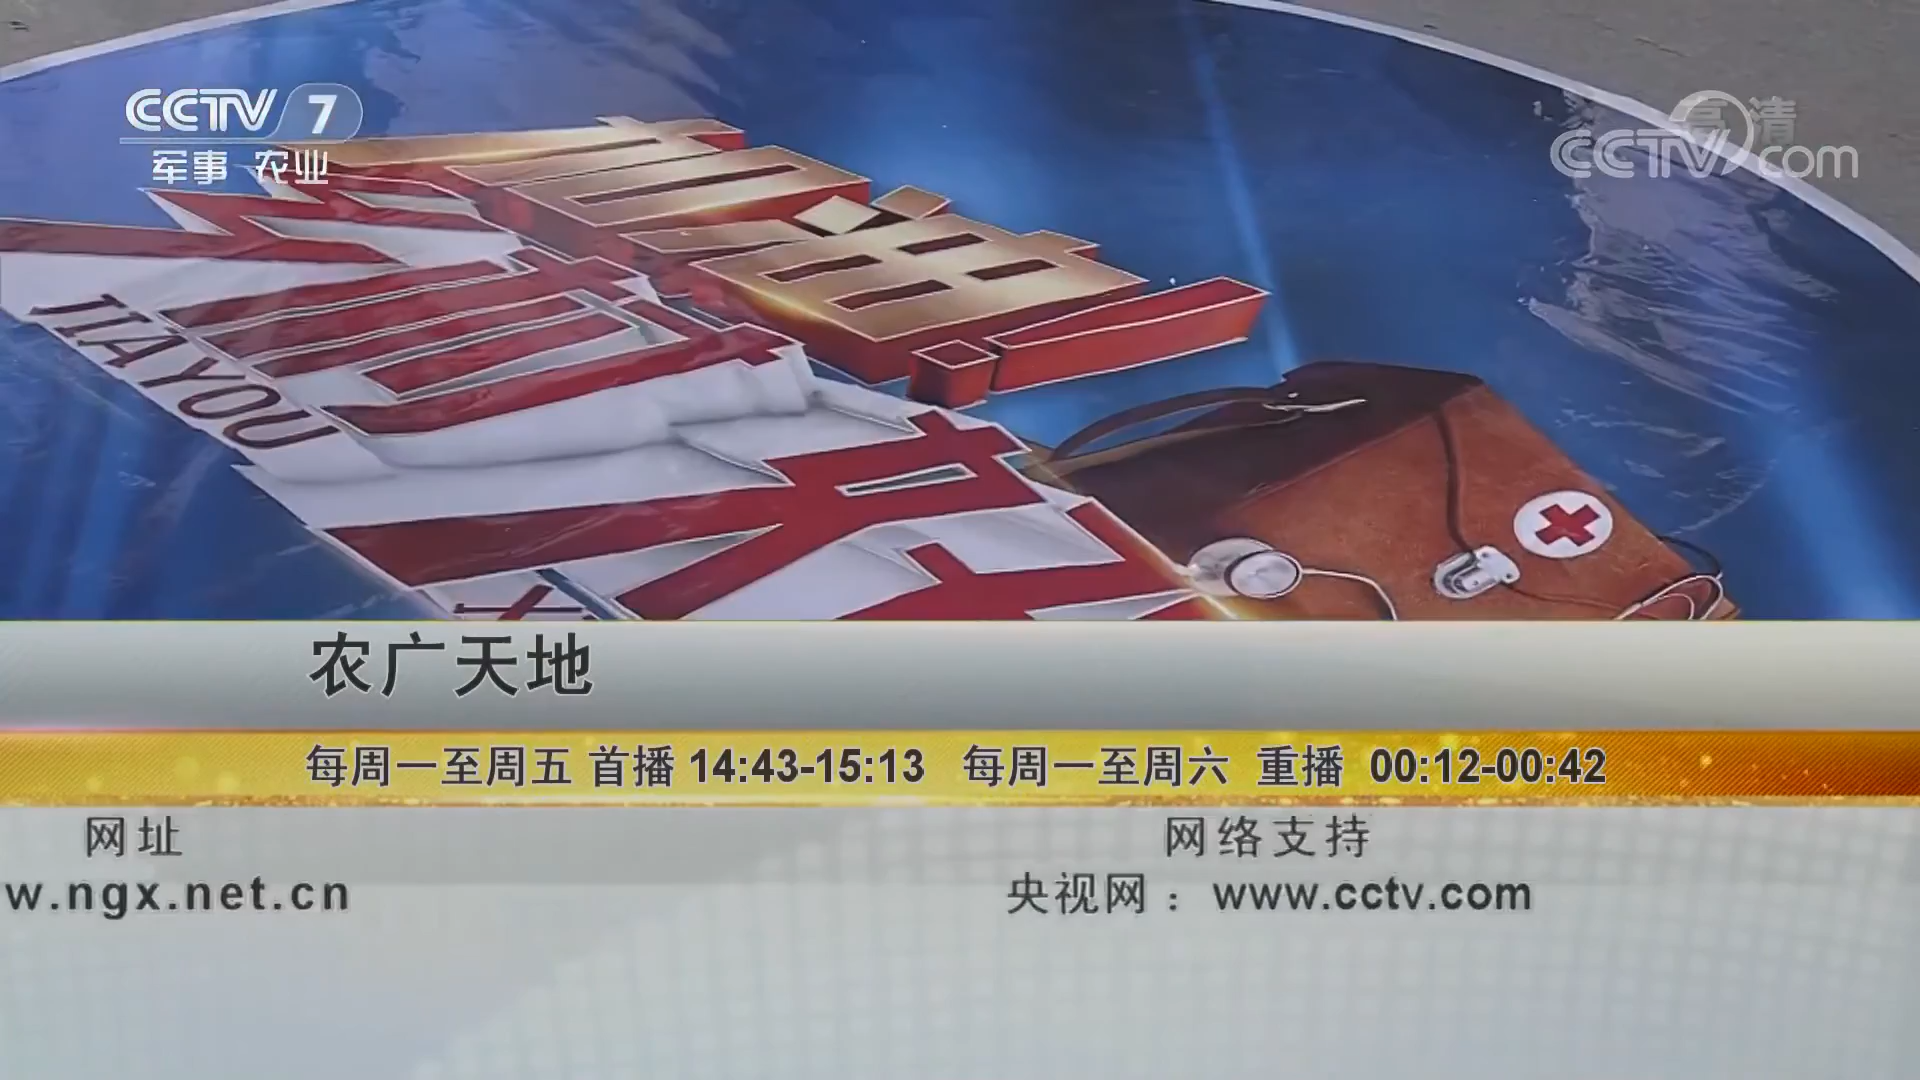 CCTV 7
军事 农业
高清
CCTV com
JIAYOU
农广天地
每周一至周五 首播 14:43-15:13 每周一至周六 重播 00:12-00:42
网址
w.ngx.net.cn
网络支持
央视网：www.cctv.com